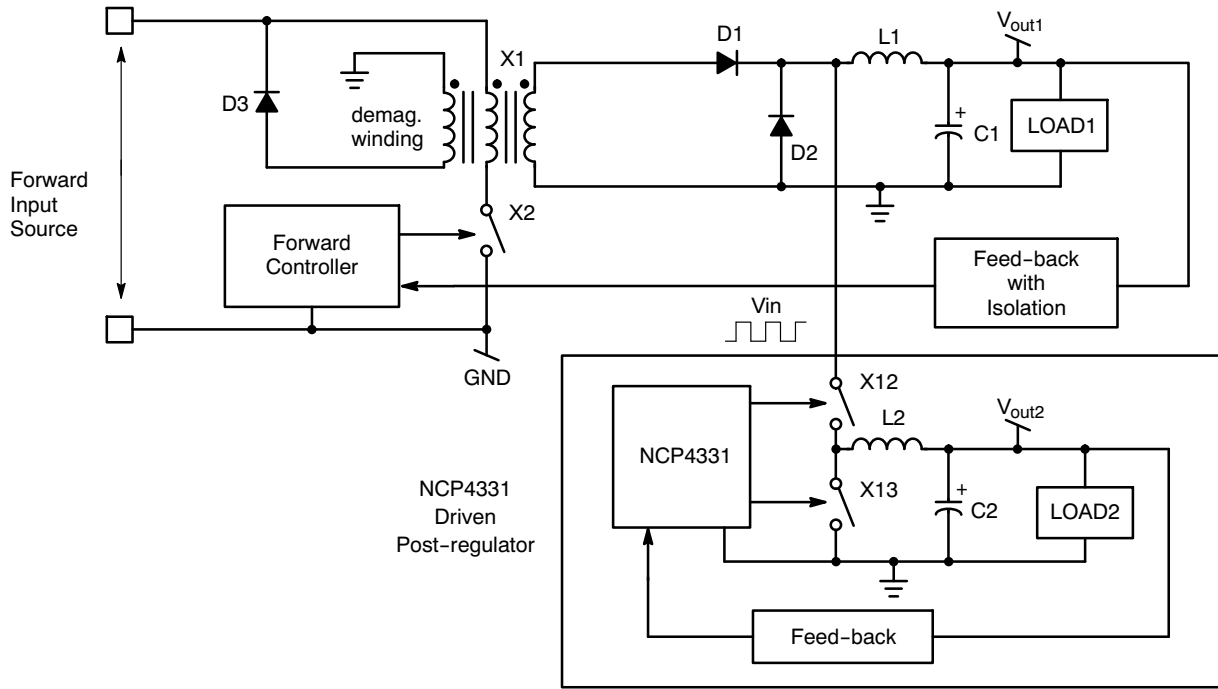 D1
L1
Vout1
X1
D3
demag.
winding
D2
+
C1
LOAD1
Forward
Input
Source
X2
Forward
Controller
Feed-back
with
Isolation
Vin
GND
X12
L2
Vout2
NCP4331
X13
+
C2
LOAD2
NCP4331
Driven
Post-regulator
Feed-back